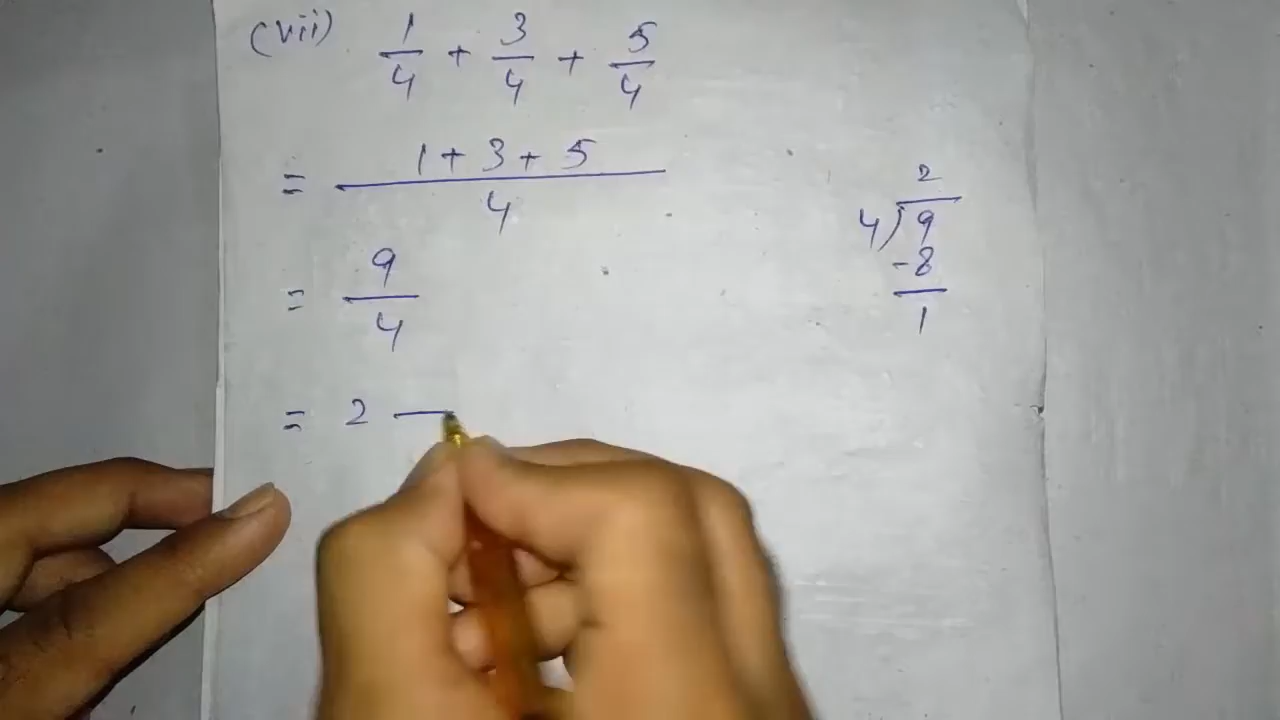 (vii) 1/4 + 3/4 + 5/4
= (1 + 3 + 5)/4
= 9/4
= 2 —
2
4)9
-8
1